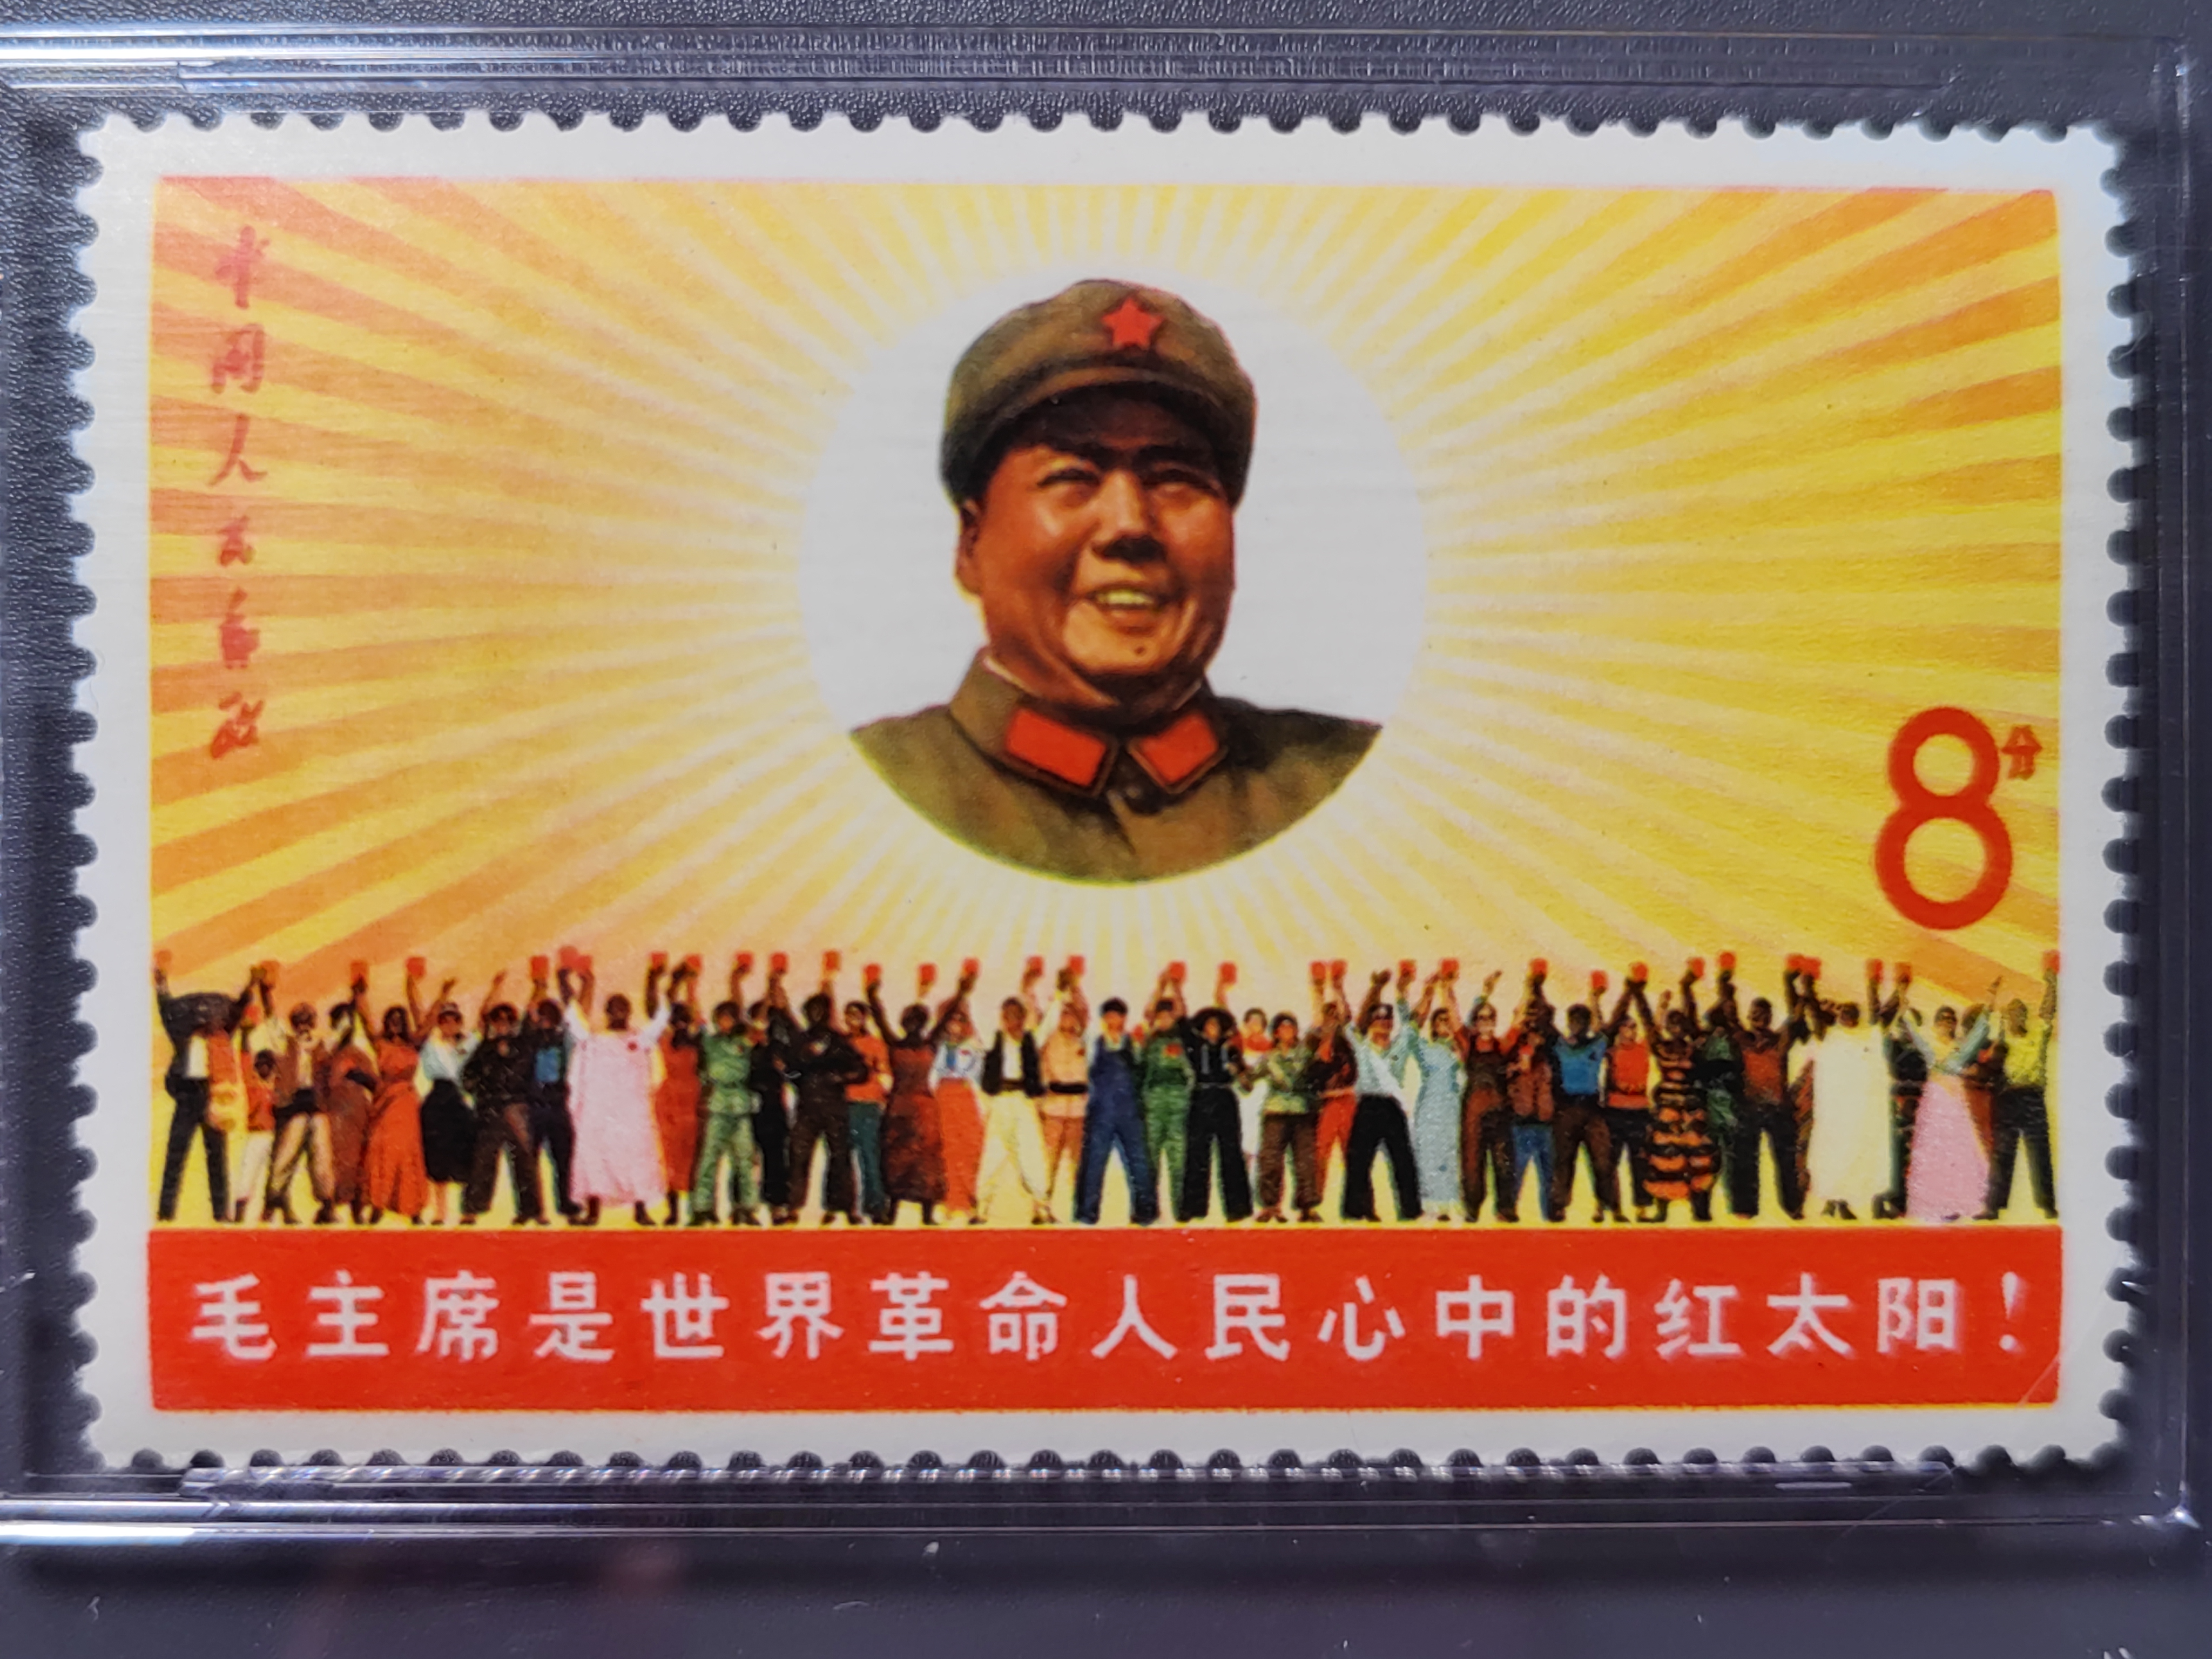 中国人民邮政
8分
毛主席是世界革命人民心中的红太阳！